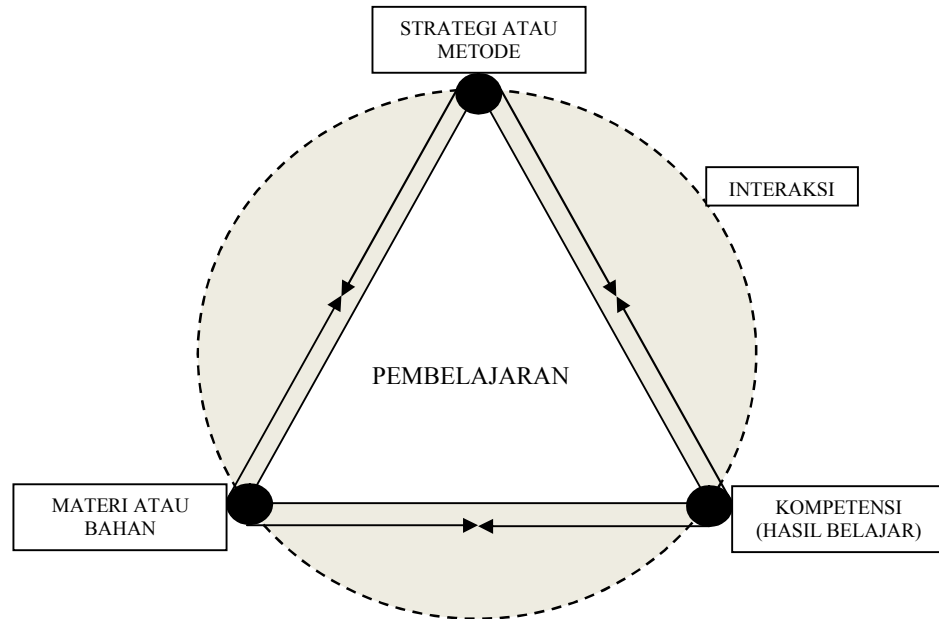 STRATEGI ATAU
METODE
INTERAKSI
PEMBELAJARAN
MATERI ATAU
BAHAN
KOMPETENSI
(HASIL BELAJAR)